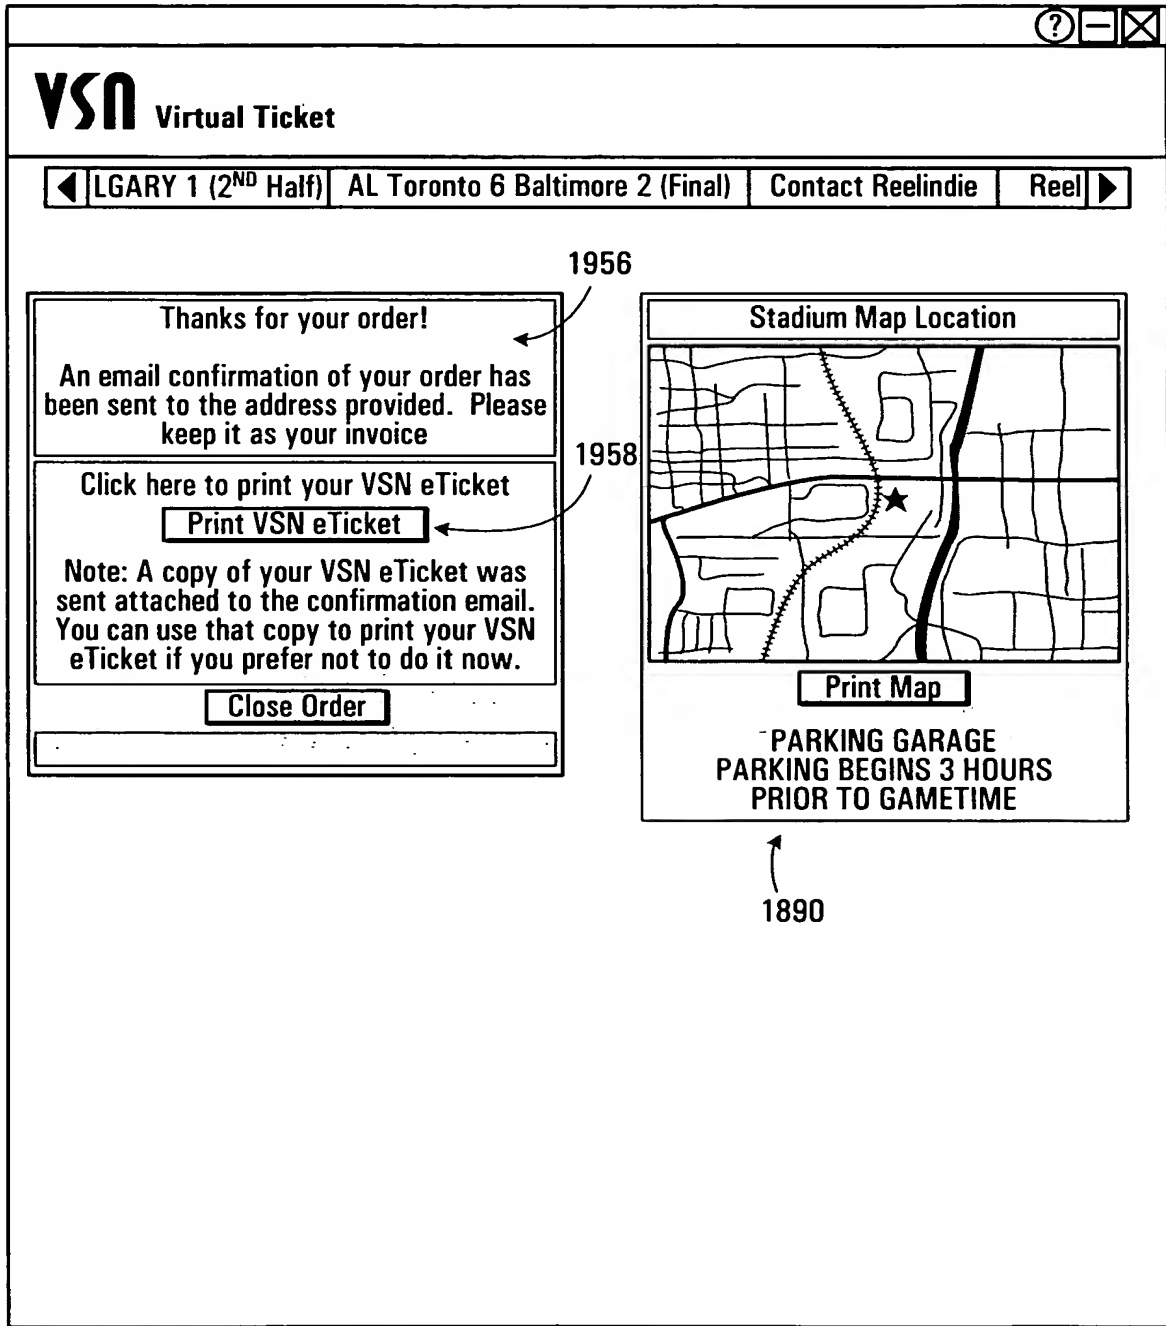 ?
VSN Virtual Ticket
LGARY 1 (2ND Half) AL Toronto 6 Baltimore 2 (Final) Contact Reelindie Reel
1956
Thanks for your order!
An email confirmation of your order has
been sent to the address provided. Please
keep it as your invoice
1958
Click here to print your VSN eTicket
Print VSN eTicket
Note: A copy of your VSN eTicket was
sent attached to the confirmation email.
You can use that copy to print your VSN
eTicket if you prefer not to do it now.
Close Order
Stadium Map Location
Print Map
PARKING GARAGE
PARKING BEGINS 3 HOURS
PRIOR TO GAMETIME
1890